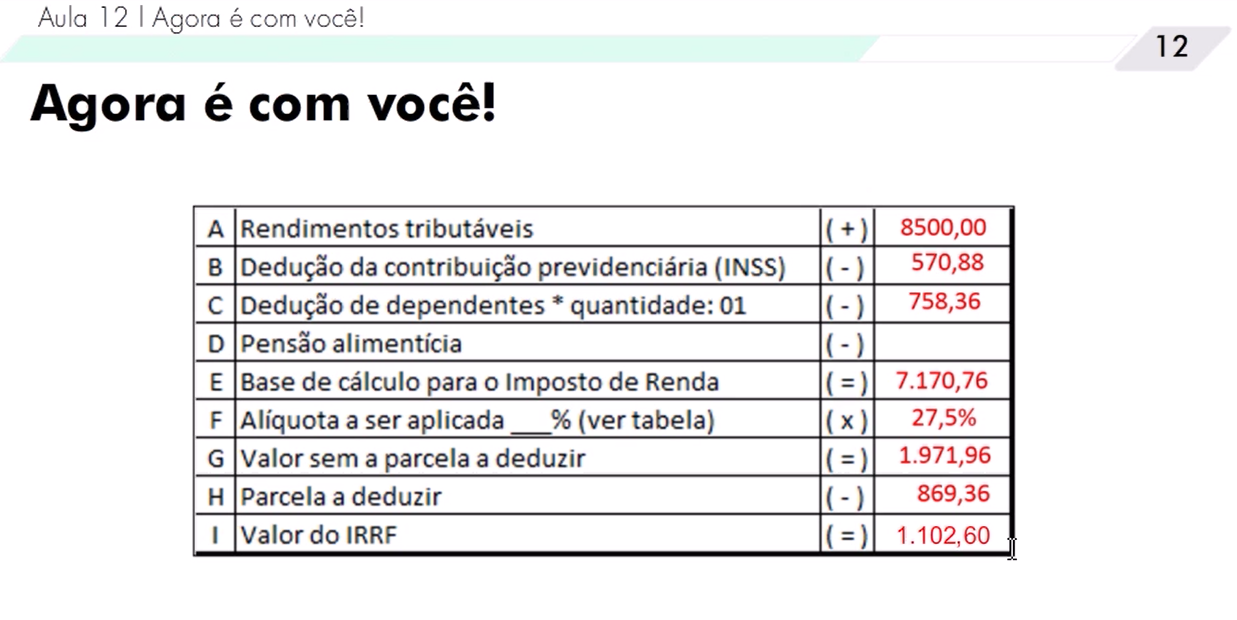 Aula 12 | Agora é com você!
12
Agora é com você!
A Rendimentos tributáveis (+) 8500,00
B Dedução da contribuição previdenciária (INSS) (-) 570,88
C Dedução de dependentes * quantidade: 01 (-) 758,36
D Pensão alimentícia (-)
E Base de cálculo para o Imposto de Renda (=) 7.170,76
F Alíquota a ser aplicada ___% (ver tabela) (x) 27,5%
G Valor sem a parcela a deduzir (=) 1.971,96
H Parcela a deduzir (-) 869,36
I Valor do IRRF (=) 1.102,60